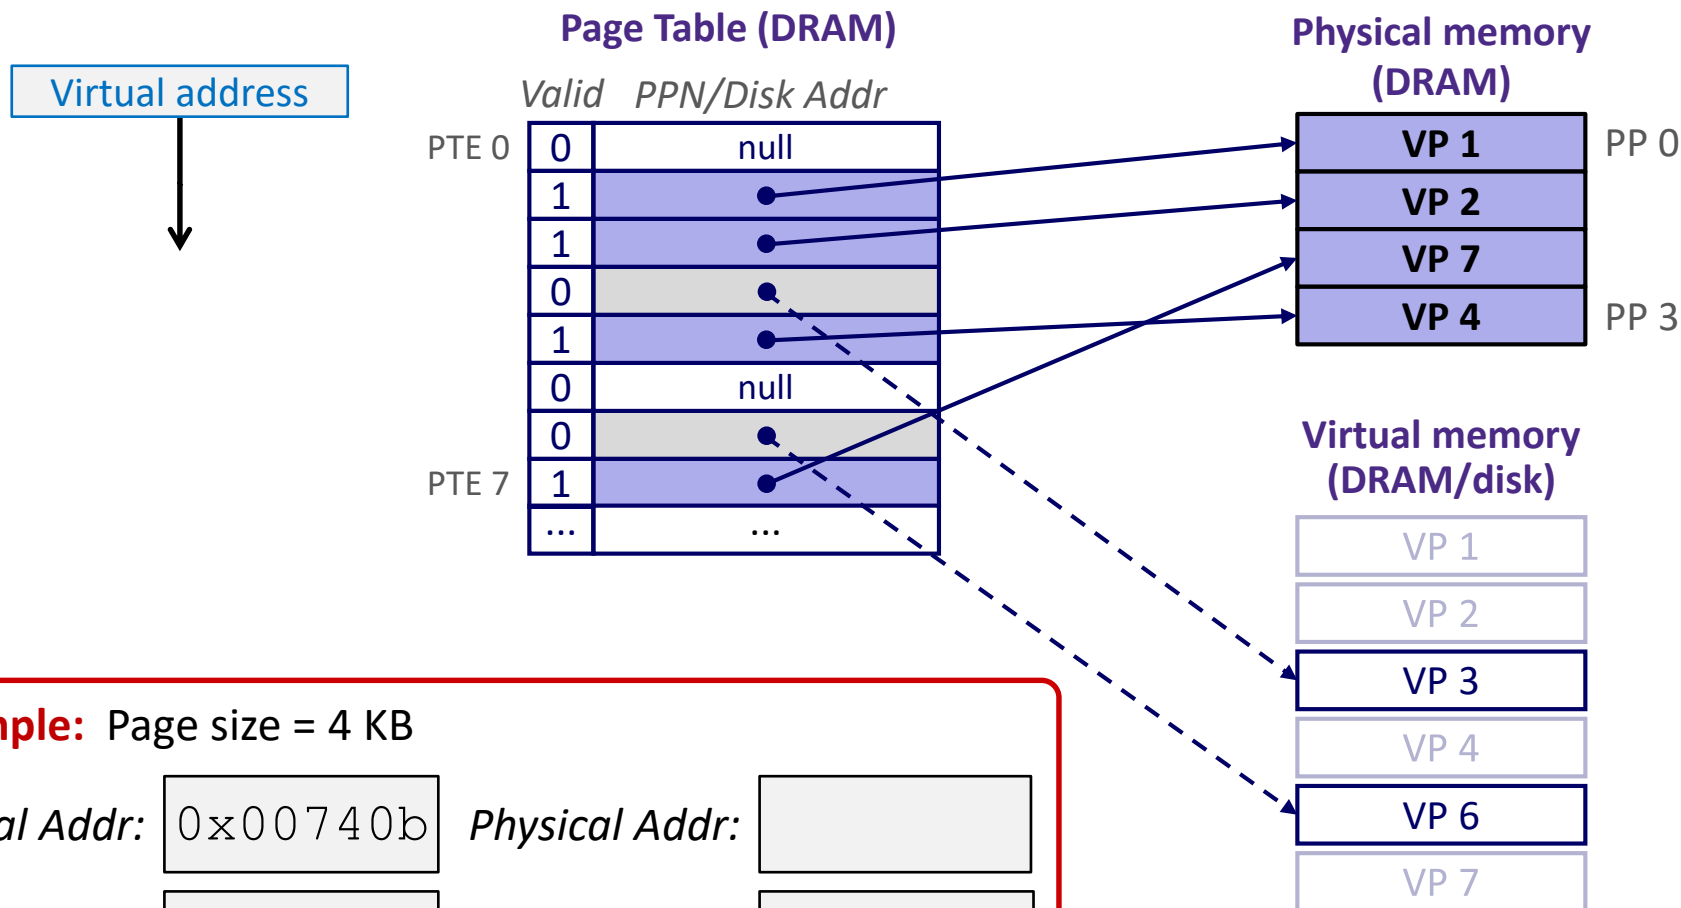 Page Table (DRAM)
Physical memory
(DRAM)
Virtual address
Valid PPN/Disk Addr
PTE 0 0 null
1
1
0
1
0 null
0
PTE 7 1
... ...
VP 1 PP 0
VP 2
VP 7
VP 4 PP 3
Virtual memory
(DRAM/disk)
VP 1
VP 2
VP 3
VP 4
VP 6
VP 7
Page size = 4 KB
Addr: 0x00740b Physical Addr: